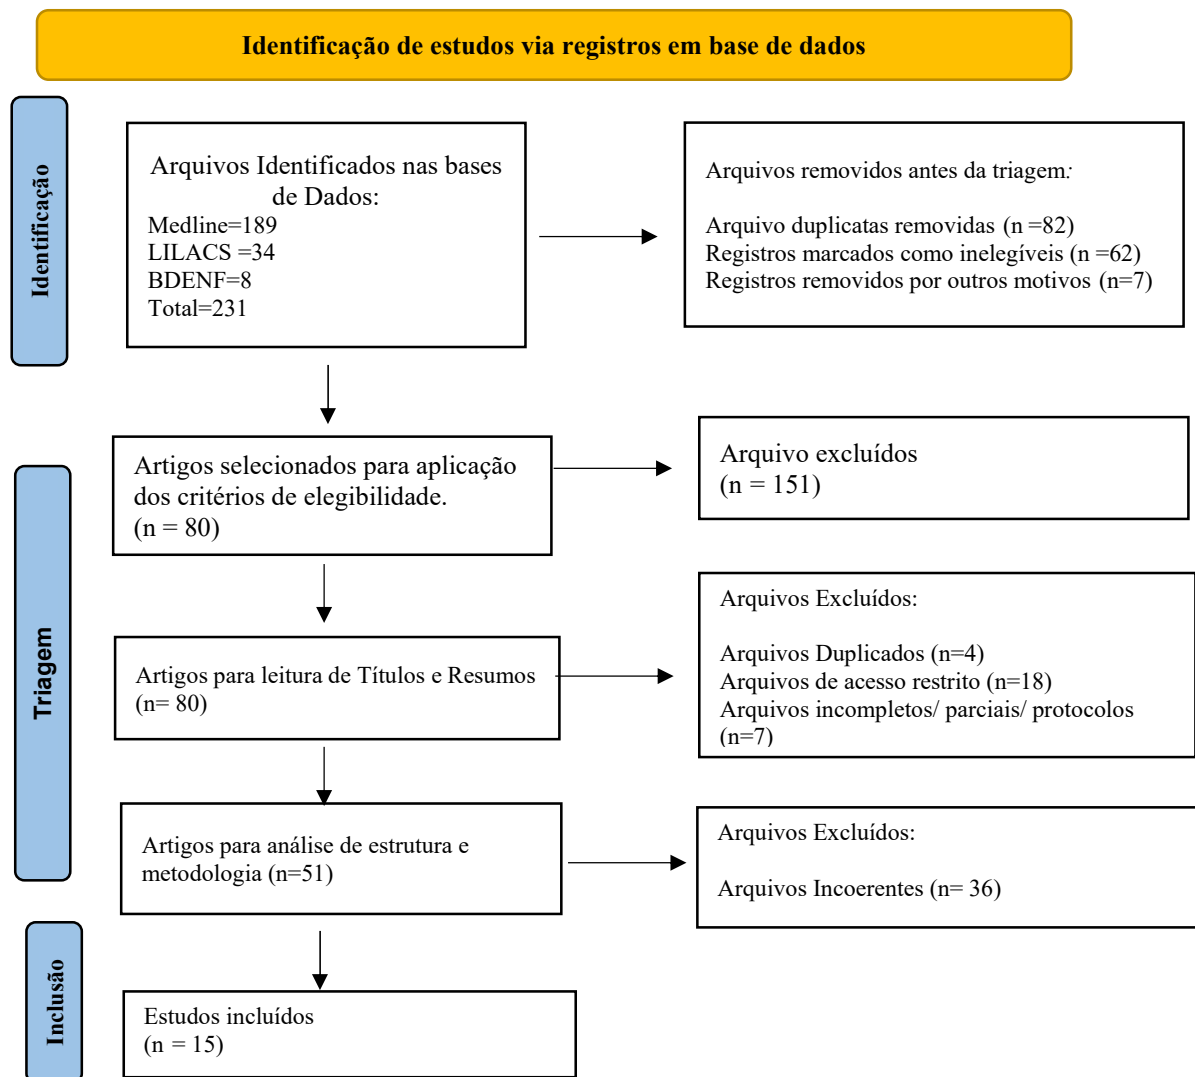 Identificação de estudos via registros em base de dados
Identificação
Arquivos Identificados nas bases
de Dados:
Medline=189
LILACS =34
BDENF=8
Total=231
Arquivos removidos antes da triagem:
Arquivo duplicatas removidas (n =82)
Registros marcados como inelegíveis (n =62)
Registros removidos por outros motivos (n=7)
Triagem
Artigos selecionados para aplicação
dos critérios de elegibilidade.
(n = 80)
Arquivo excluídos
(n = 151)
Artigos para leitura de Títulos e Resumos
(n= 80)
Arquivos Excluídos:
Arquivos Duplicados (n=4)
Arquivos de acesso restrito (n=18)
Arquivos incompletos/ parciais/ protocolos
(n=7)
Artigos para análise de estrutura e
metodologia (n=51)
Arquivos Excluídos:
Arquivos Incoerentes (n= 36)
Inclusão
Estudos incluídos
(n = 15)